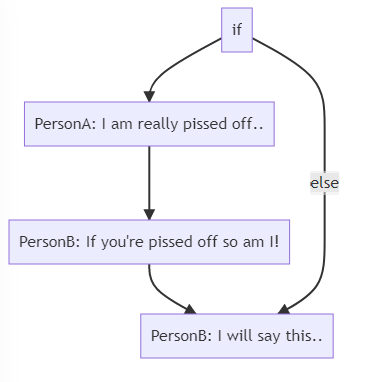 if
PersonA: I am really pissed off..
else
PersonB: If you're pissed off so am I!
PersonB: I will say this..